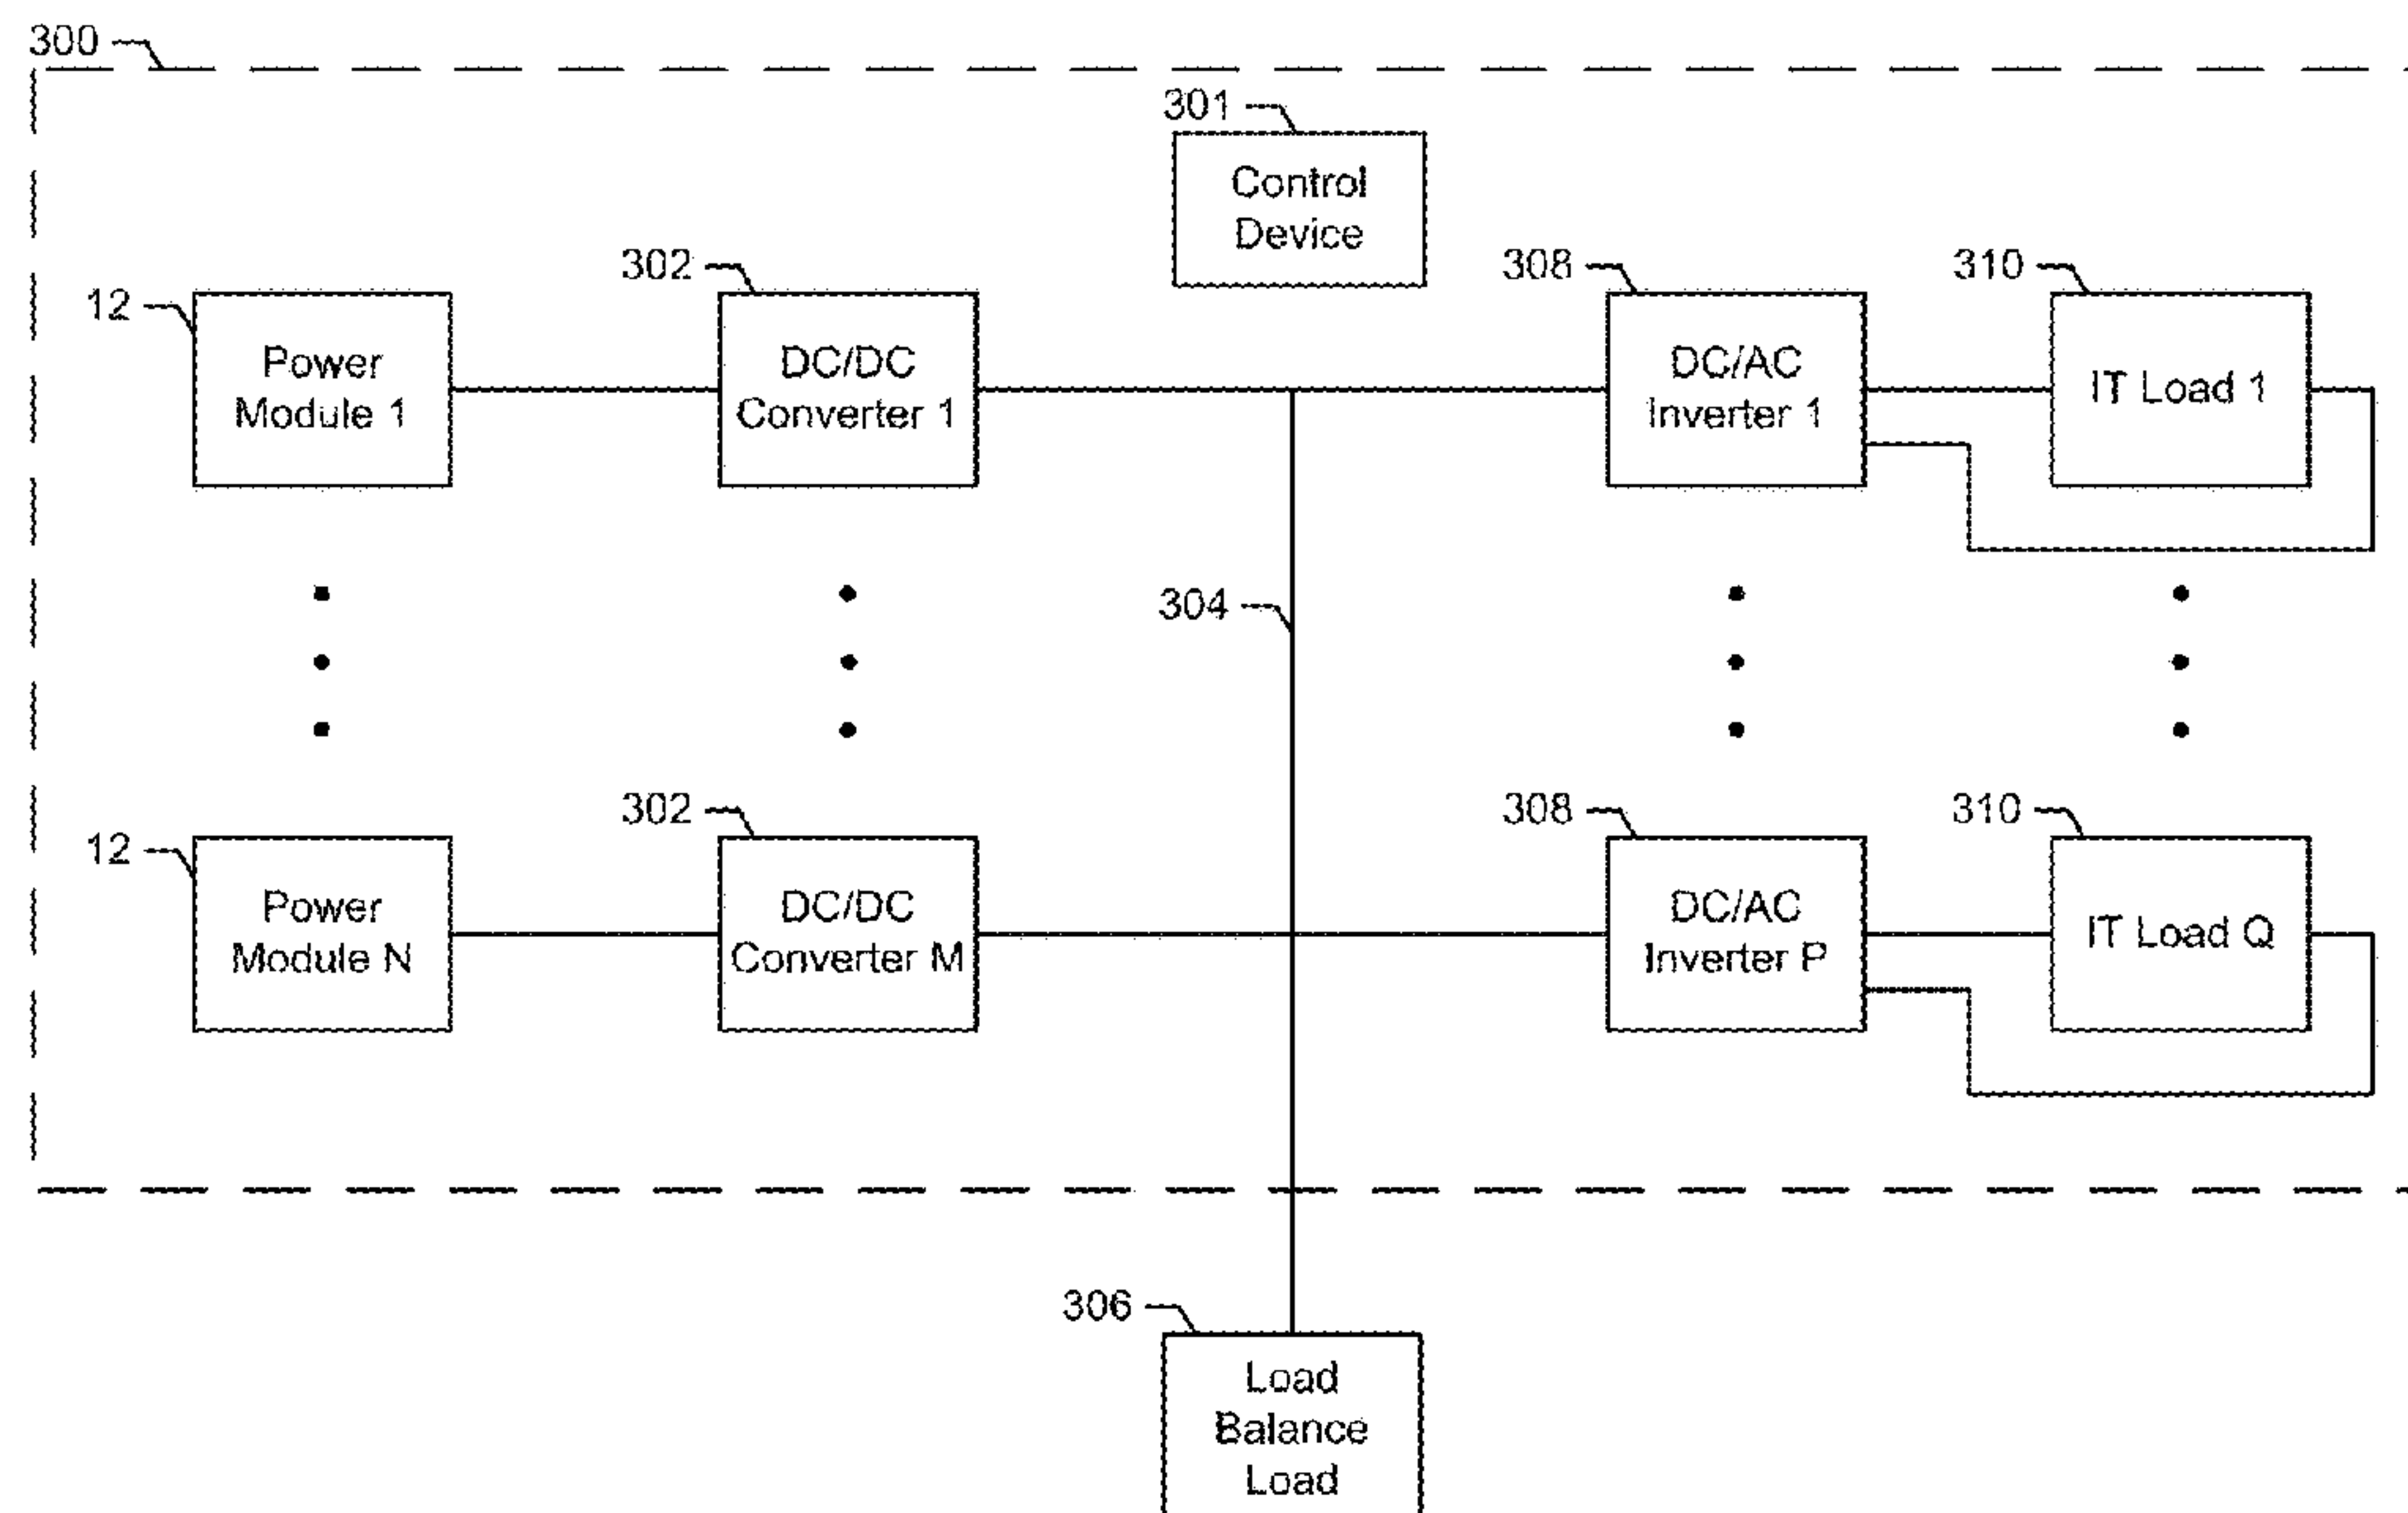 300
301
Control
Device
302
308
310
12
Power
Module 1
DC/DC
Converter 1
DC/AC
Inverter 1
IT Load 1
304
302
308
310
12
Power
Module N
DC/DC
Converter M
DC/AC
Inverter P
IT Load Q
306
Load
Balance
Load